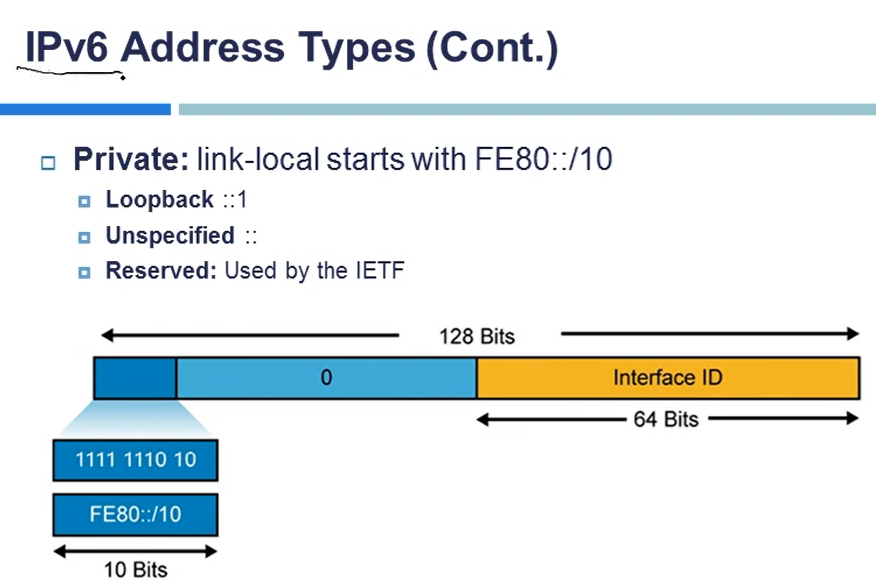 IPv6 Address Types (Cont.)
Private: link-local starts with FE80::/10
Loopback ::1
Unspecified ::
Reserved: Used by the IETF
128 Bits
0
Interface ID
64 Bits
1111 1110 10
FE80::/10
10 Bits